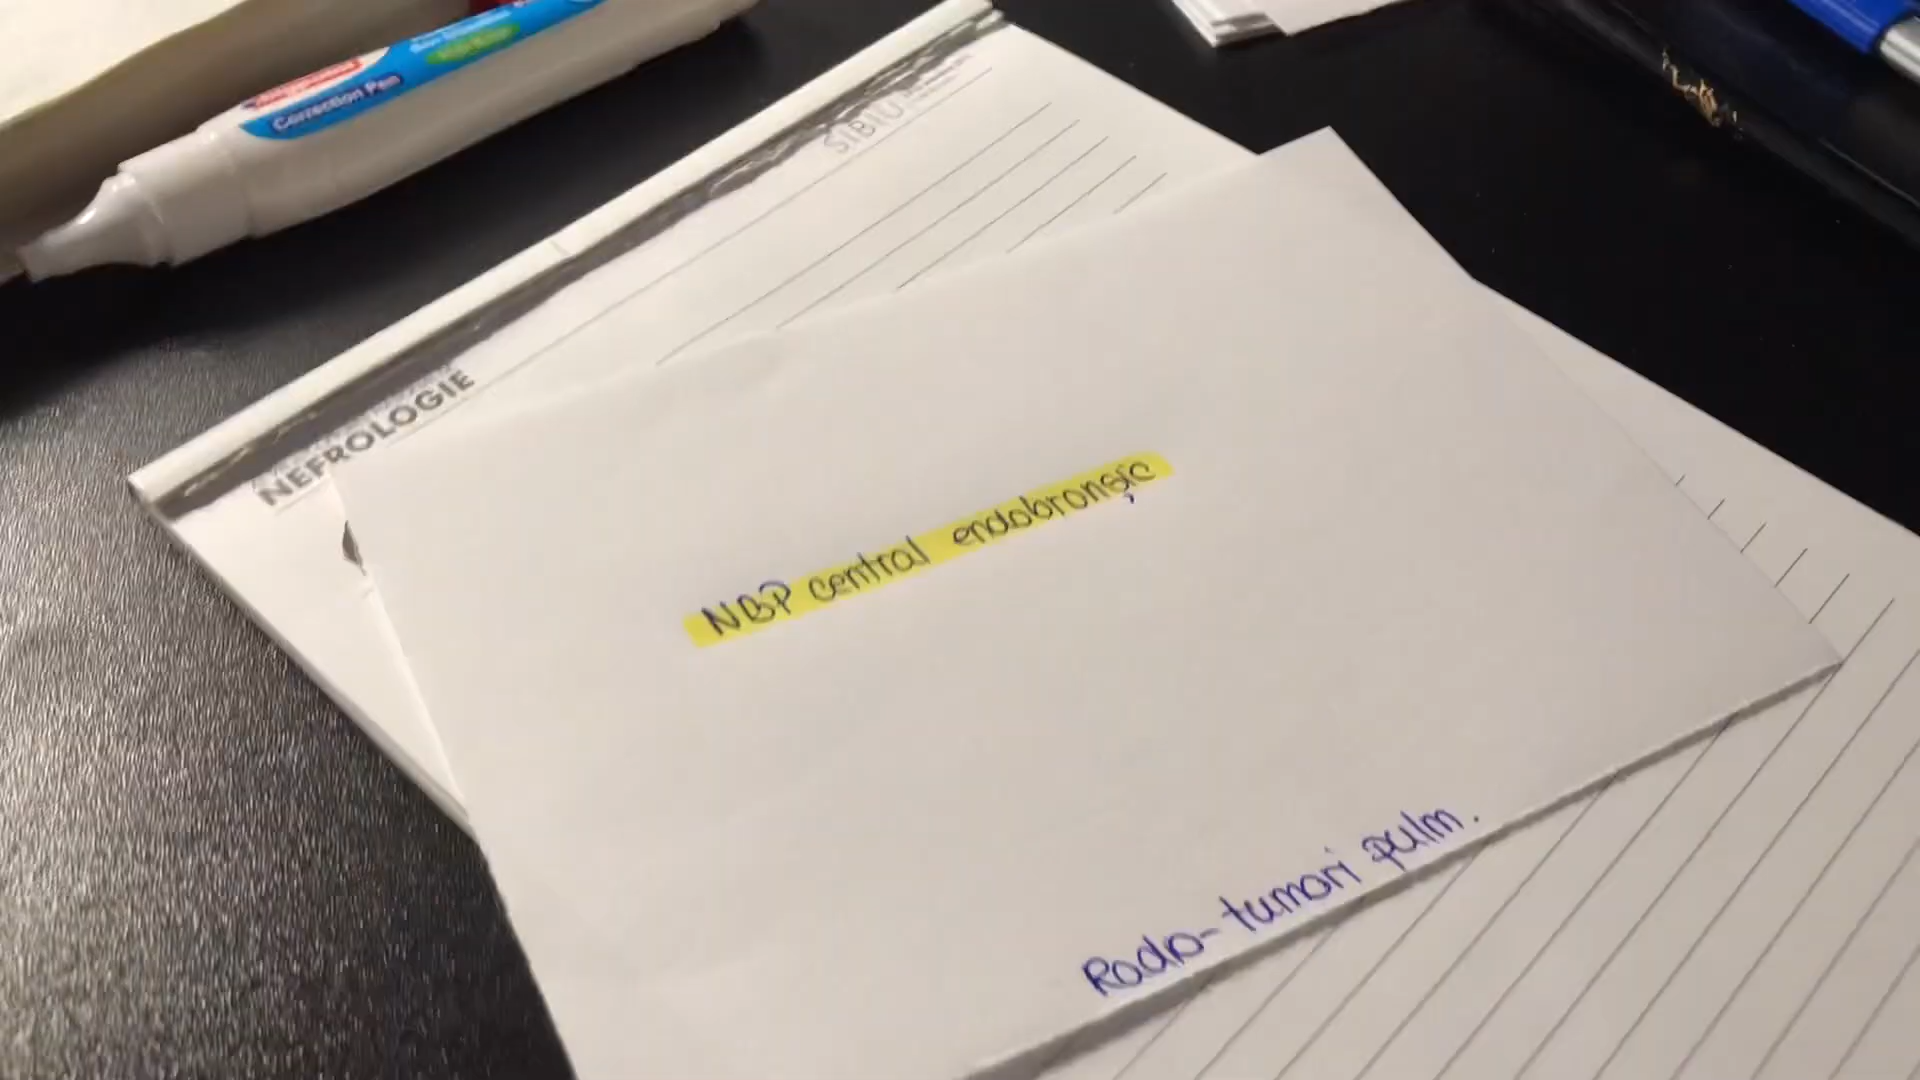 Correction Pen
SIBIU
NEFROLOGIE
NBP central endobronșic
Radio-tumori pulm.